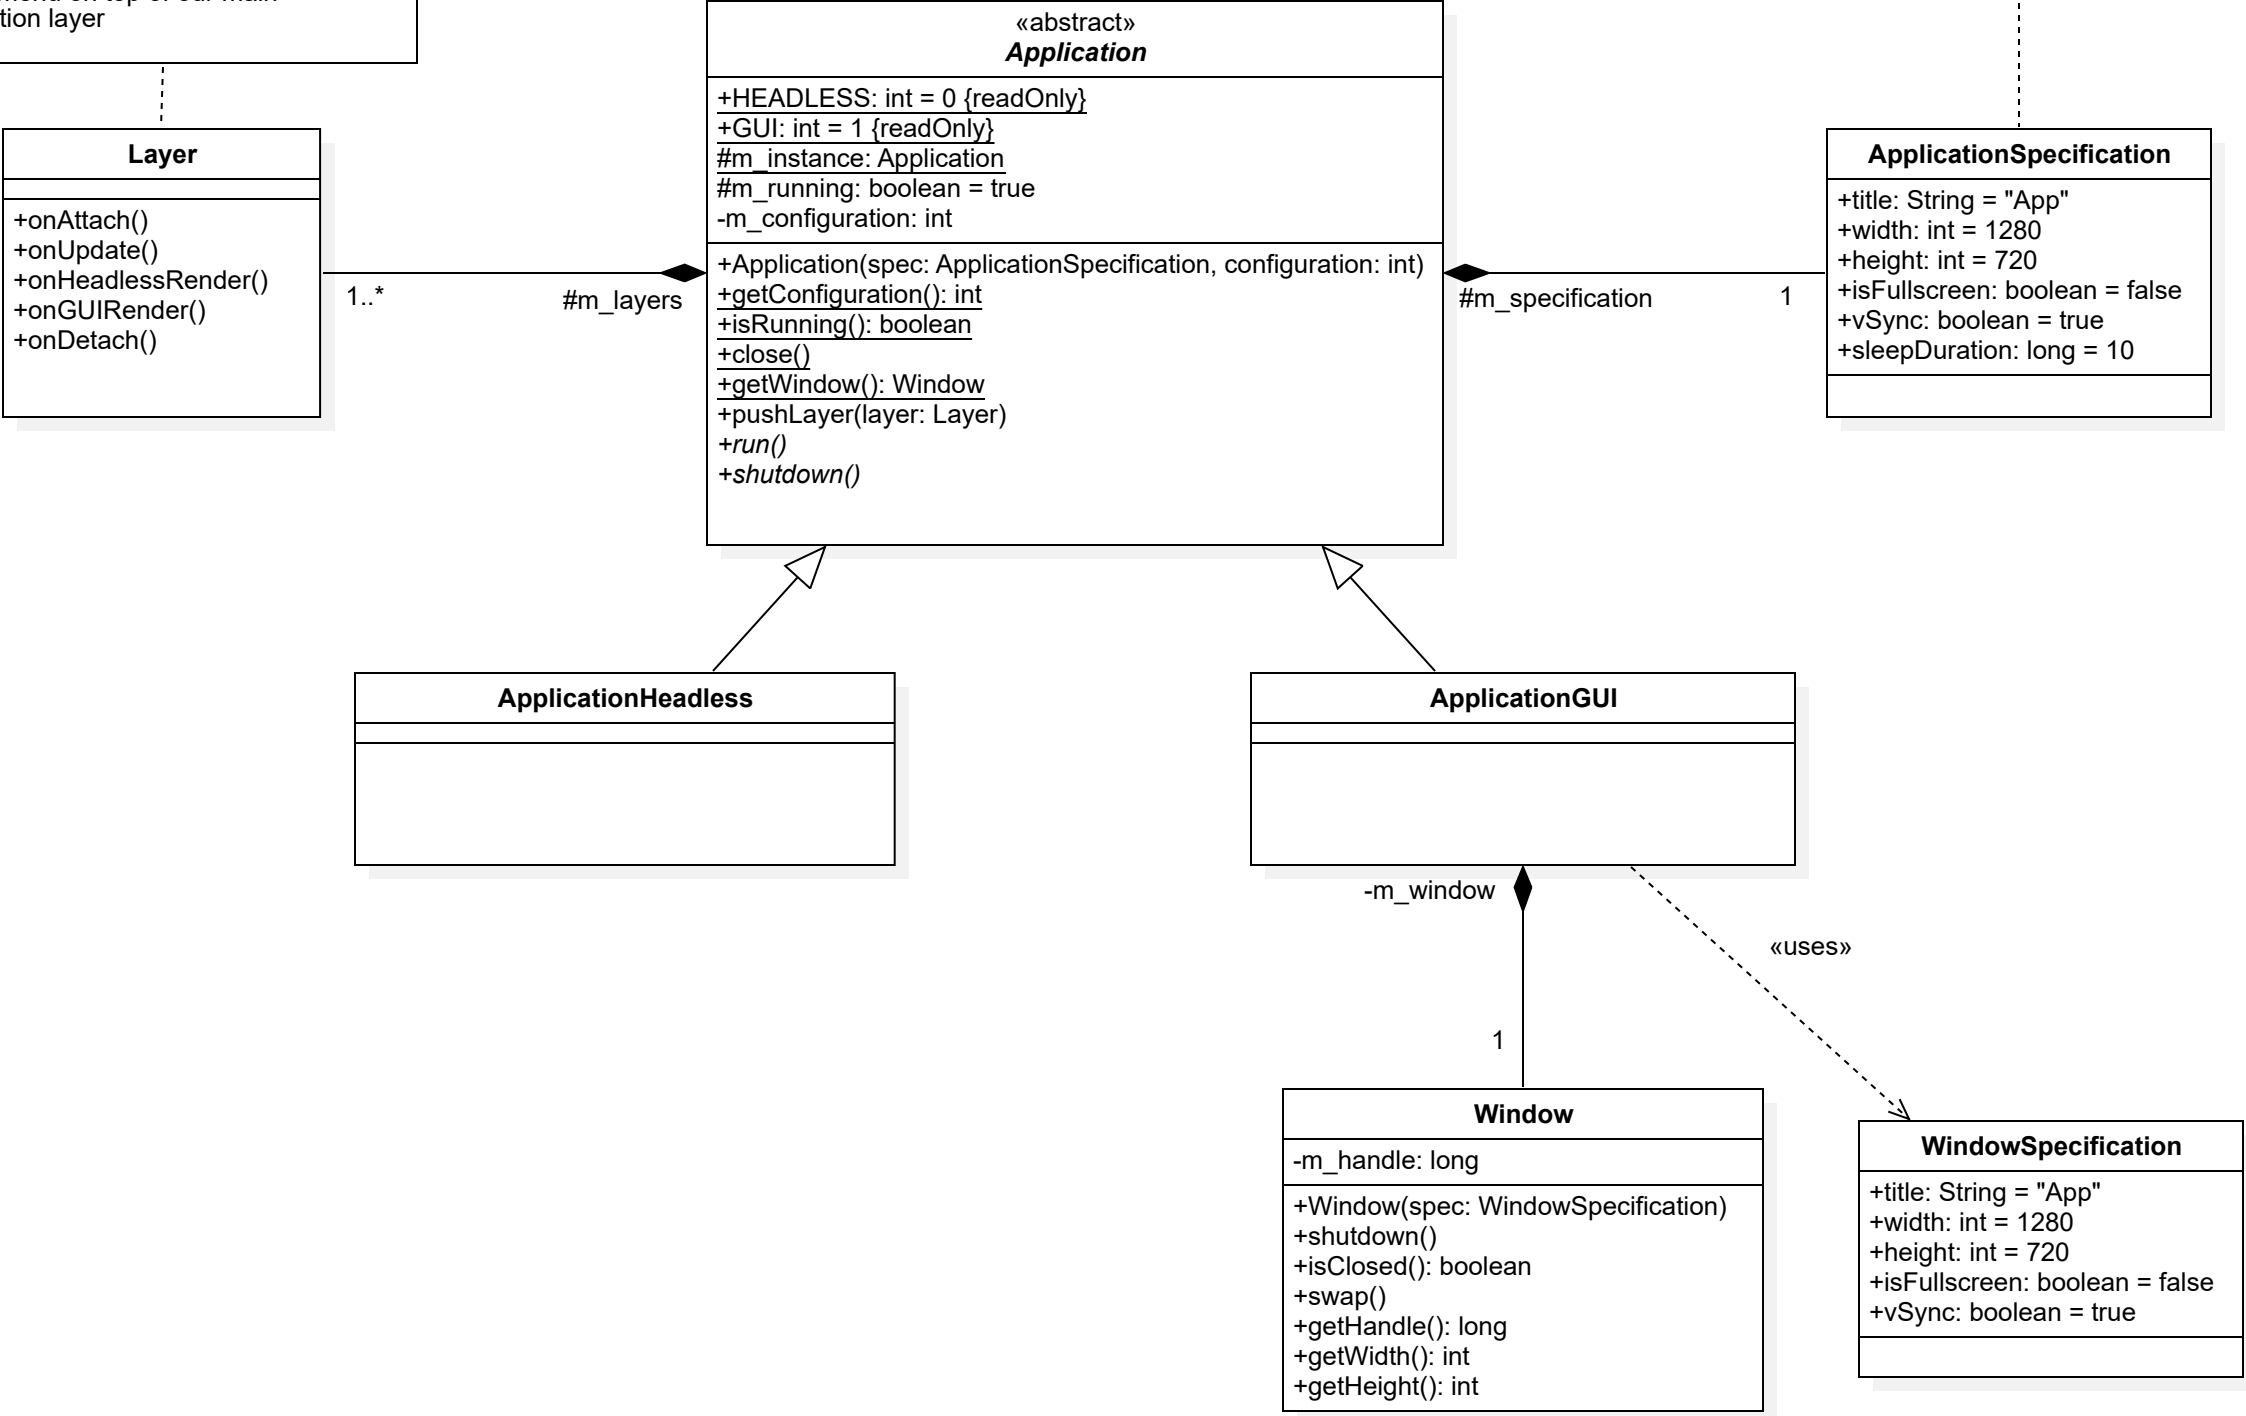 tion layer
Layer
+onAttach()
+onUpdate()
+onHeadlessRender()
+onGUIRender()
+onDetach()
1..*
#m_layers
«abstract»
Application
+HEADLESS: int = 0 {readOnly}
+GUI: int = 1 {readOnly}
#m_instance: Application
#m_running: boolean = true
-m_configuration: int
+Application(spec: ApplicationSpecification, configuration: int)
+getConfiguration(): int
+isRunning(): boolean
+close()
+getWindow(): Window
+pushLayer(layer: Layer)
+run()
+shutdown()
#m_specification
1
ApplicationSpecification
+title: String = "App"
+width: int = 1280
+height: int = 720
+isFullscreen: boolean = false
+vSync: boolean = true
+sleepDuration: long = 10
ApplicationHeadless
ApplicationGUI
-m_window
1
«uses»
Window
-m_handle: long
+Window(spec: WindowSpecification)
+shutdown()
+isClosed(): boolean
+swap()
+getHandle(): long
+getWidth(): int
+getHeight(): int
WindowSpecification
+title: String = "App"
+width: int = 1280
+height: int = 720
+isFullscreen: boolean = false
+vSync: boolean = true